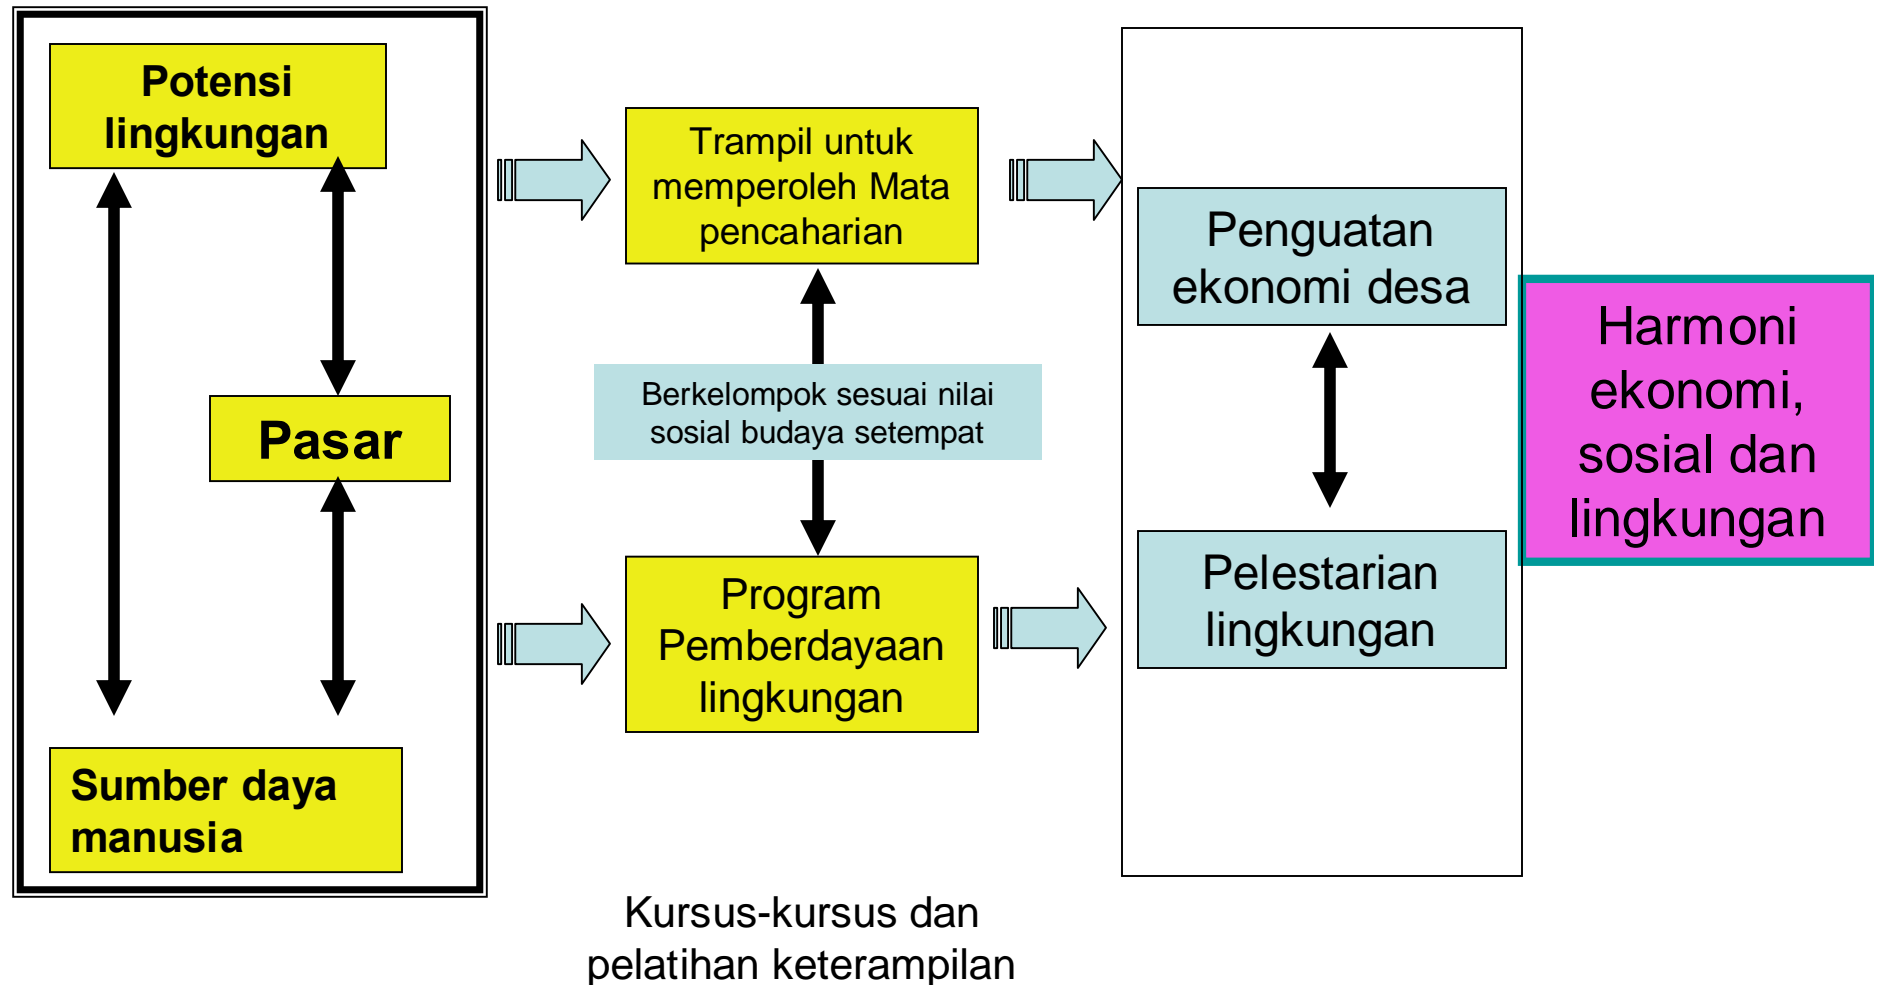 Potensi
lingkungan
Pasar
Sumber daya
manusia
Trampil untuk
memperoleh Mata
pencaharian
Berkelompok sesuai nilai
sosial budaya setempat
Program
Pemberdayaan
lingkungan
Kursus-kursus dan
pelatihan keterampilan
Penguatan
ekonomi desa
Pelestarian
lingkungan
Harmoni
ekonomi,
sosial dan
lingkungan